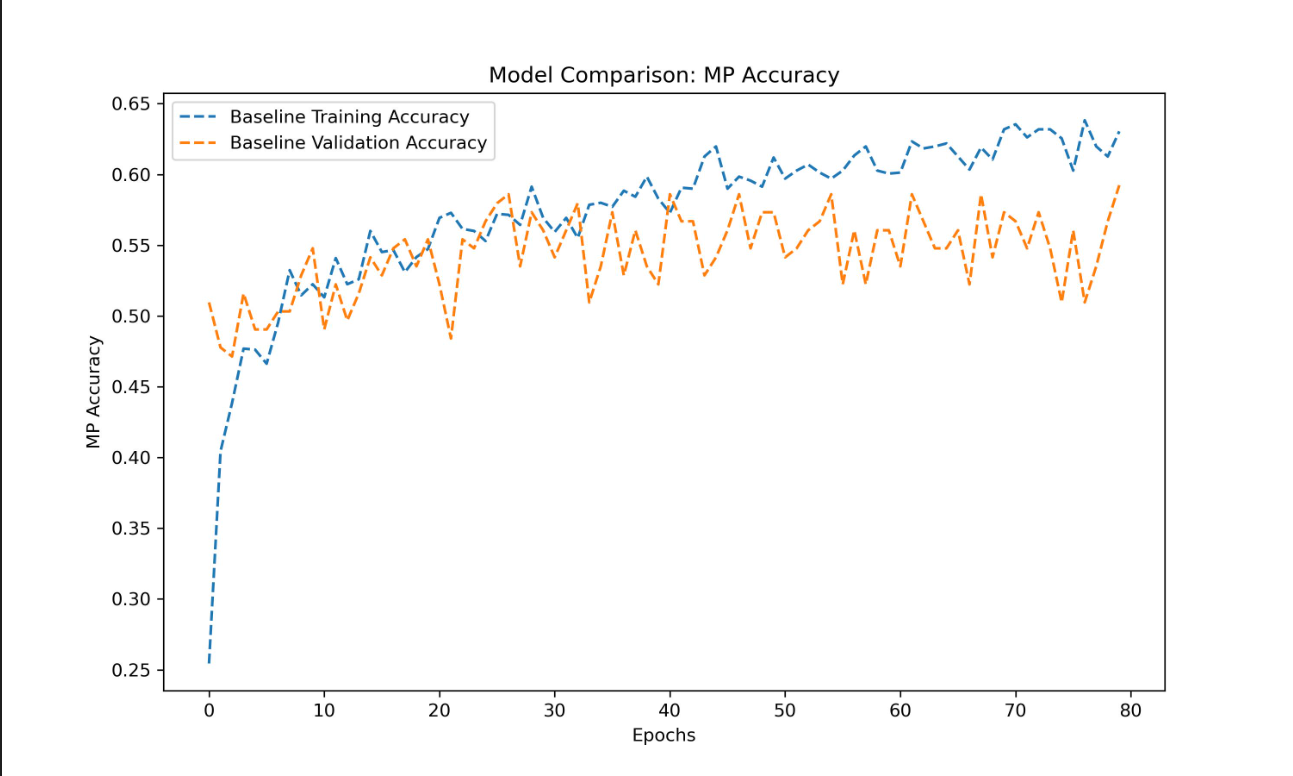 Model Comparison: MP Accuracy
Baseline Training Accuracy
Baseline Validation Accuracy
0.65
0.60
0.55
0.50
0.45
0.40
0.35
0.30
0.25
MP Accuracy
0 10 20 30 40 50 60 70 80
Epochs